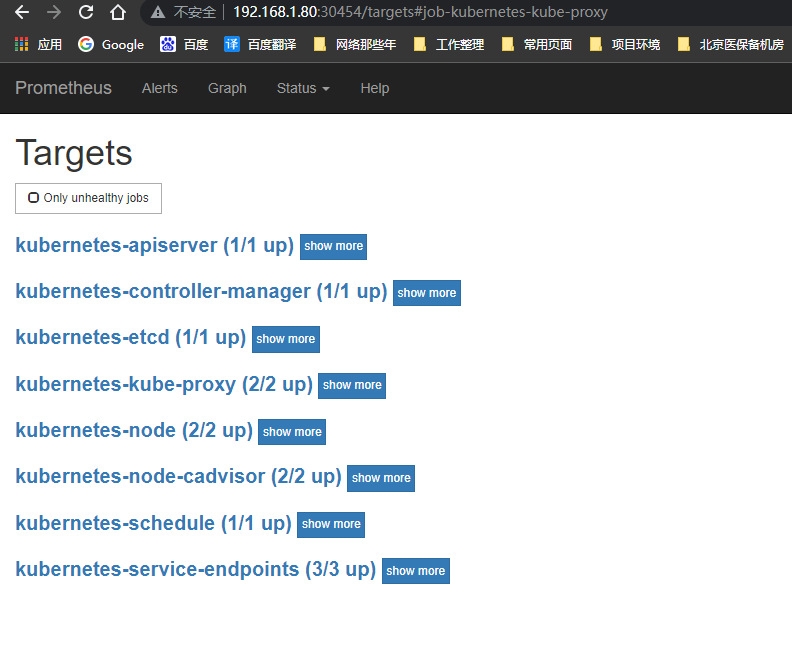 不安全 | 192.168.1.80:30454/targets#job-kubernetes-kube-proxy
应用 Google 百度 译 百度翻译 网络那些年 工作整理 常用页面 项目环境 北京医保备机房
Prometheus Alerts Graph Status Help
Targets
Only unhealthy jobs
kubernetes-apiserver (1/1 up) show more
kubernetes-controller-manager (1/1 up) show more
kubernetes-etcd (1/1 up) show more
kubernetes-kube-proxy (2/2 up) show more
kubernetes-node (2/2 up) show more
kubernetes-node-cadvisor (2/2 up) show more
kubernetes-schedule (1/1 up) show more
kubernetes-service-endpoints (3/3 up) show more